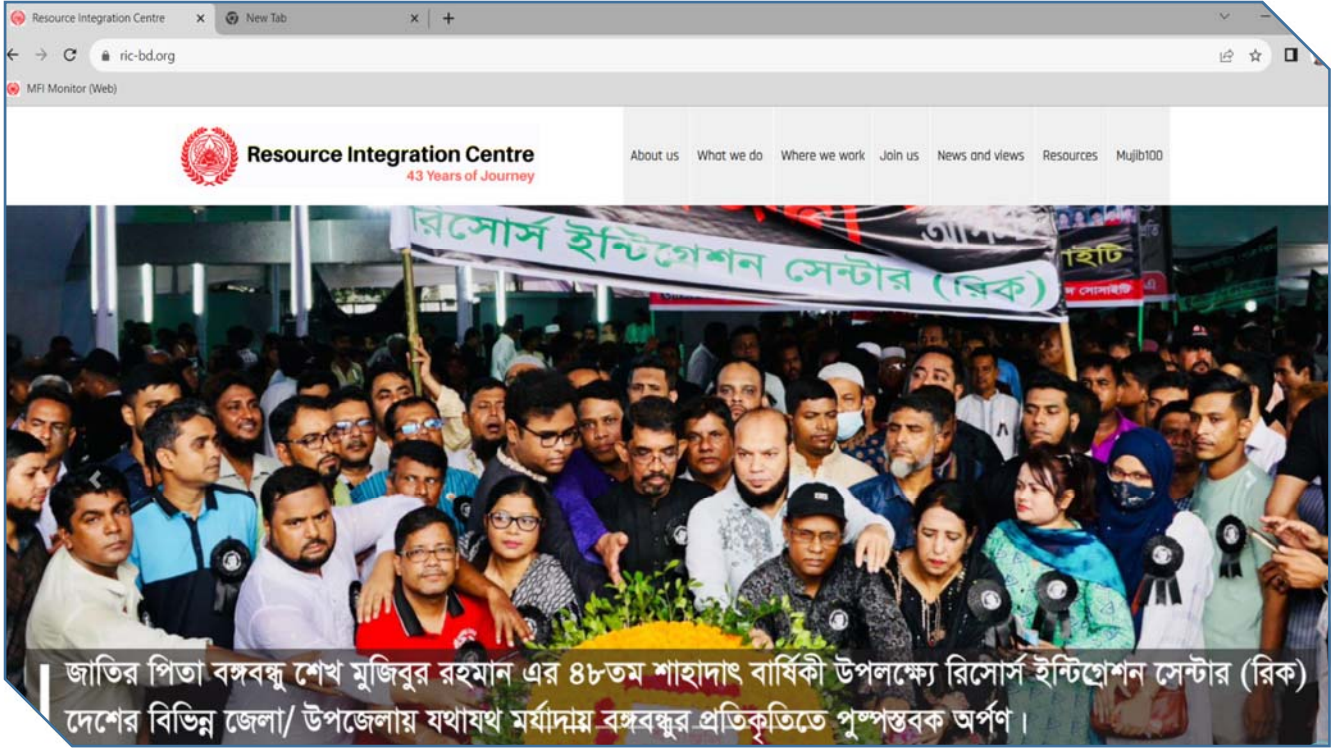 Resource Integration Centre
New Tab
ric-bd.org
MFI Monitor (Web)
Resource Integration Centre
43 Years of Journey
About us What we do Where we work Join us News and views Resources Mujib100
রিসোর্স ইন্টিগ্রেশন সেন্টার (রিক)
জাতির পিতা বঙ্গবন্ধু শেখ মুজিবুর রহমান এর ৪৮তম শাহাদাৎ বার্ষিকী উপলক্ষ্যে রিসোর্স ইন্টিগ্রেশন সেন্টার (রিক)
দেশের বিভিন্ন জেলা/ উপজেলায় যথাযথ মর্যাদায় বঙ্গবন্ধুর প্রতিকৃতিতে পুষ্পস্তবক অর্পণ।